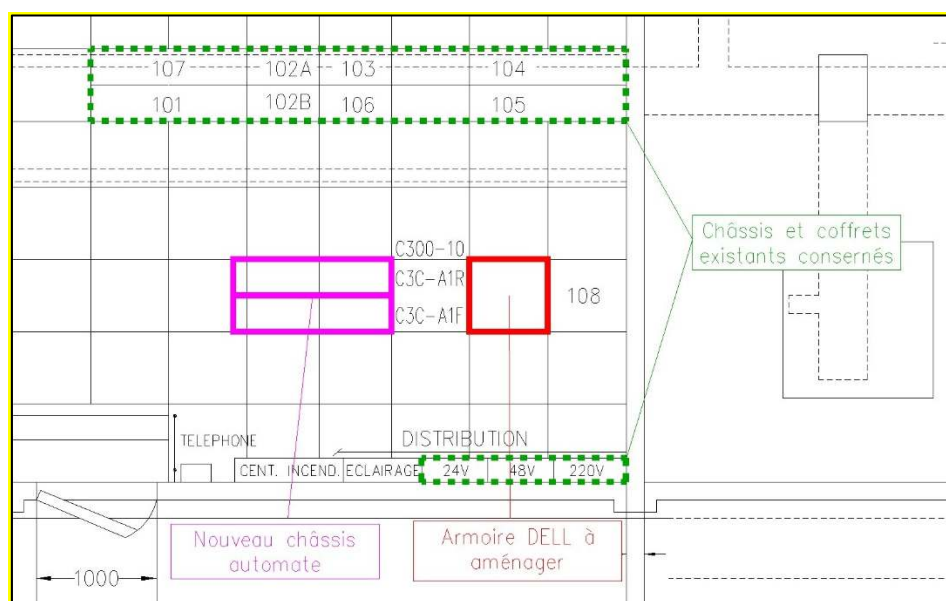 107 102A 103 104
101 102B 106 105
C300-10
C3C-A1R
108
C3C-A1F
Châssis et coffrets
existants consernés
TELEPHONE
DISTRIBUTION
CENT. INCEND. ECLAIRAGE 24V 48V 220V
Nouveau châssis
automate
Armoire DELL à
aménager
1000